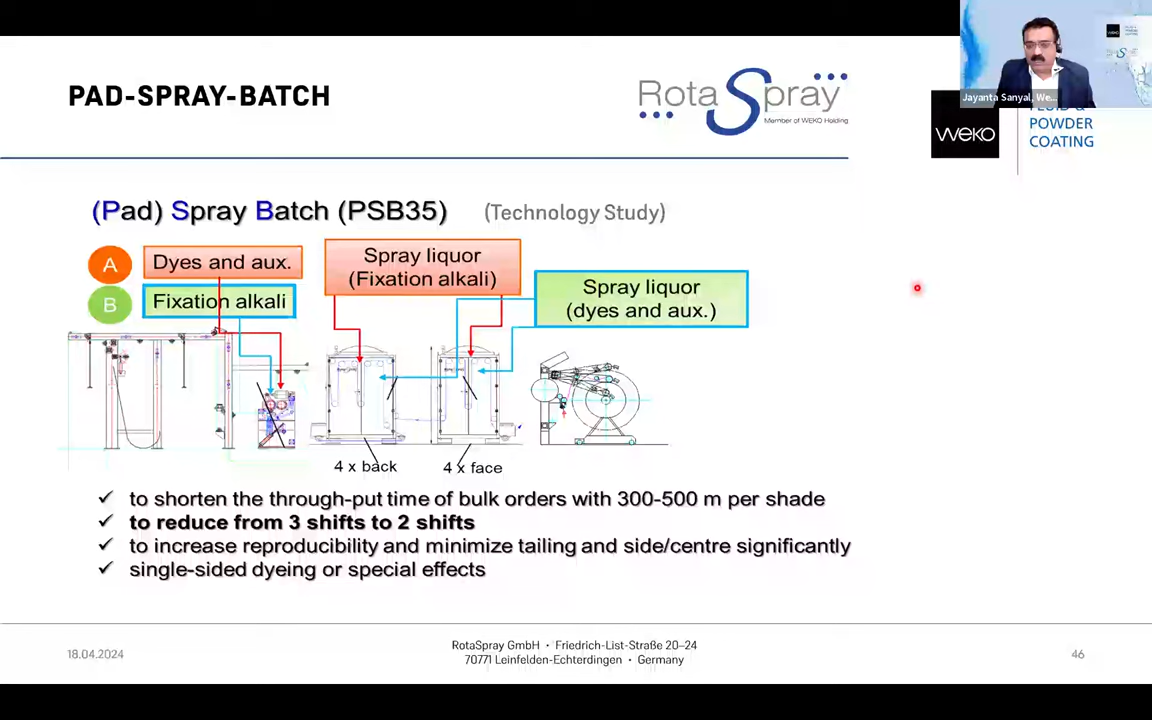 PAD-SPRAY-BATCH
RotaSpray
Member of WEKO Holding
Jayanta Sanyal, We...
WEKO
FLUID &
POWDER
COATING
(Pad) Spray Batch (PSB35)
(Technology Study)
A
Dyes and aux.
B
Fixation alkali
Spray liquor
(Fixation alkali)
Spray liquor
(dyes and aux.)
4 x back
4 x face
✓ to shorten the through-put time of bulk orders with 300-500 m per shade
✓ to reduce from 3 shifts to 2 shifts
✓ to increase reproducibility and minimize tailing and side/centre significantly
✓ single-sided dyeing or special effects
18.04.2024
RotaSpray GmbH • Friedrich-List-Straße 20–24
70771 Leinfelden-Echterdingen • Germany
46